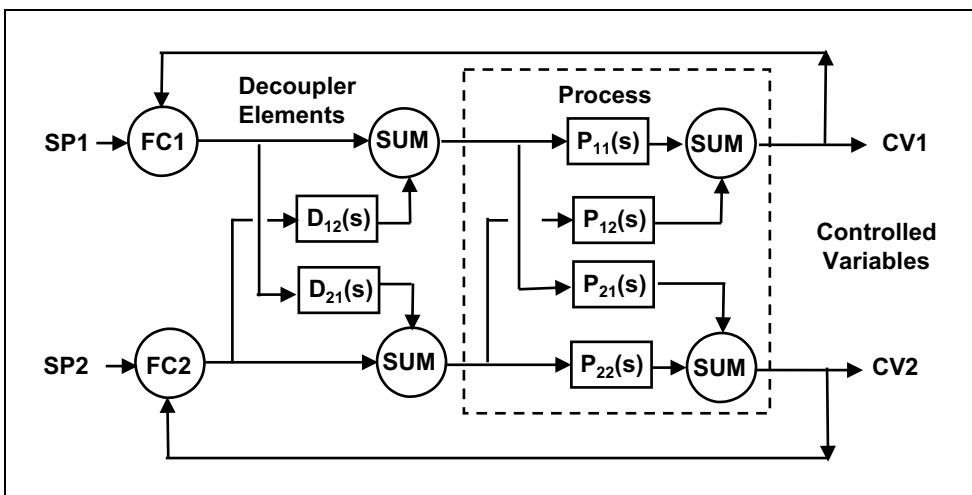 Decoupler
Elements
Process
SP1
FC1
SUM
P₁₁(s)
SUM
CV1
D₁₂(s)
P₁₂(s)
Controlled
Variables
D₂₁(s)
P₂₁(s)
SP2
FC2
SUM
P₂₂(s)
SUM
CV2